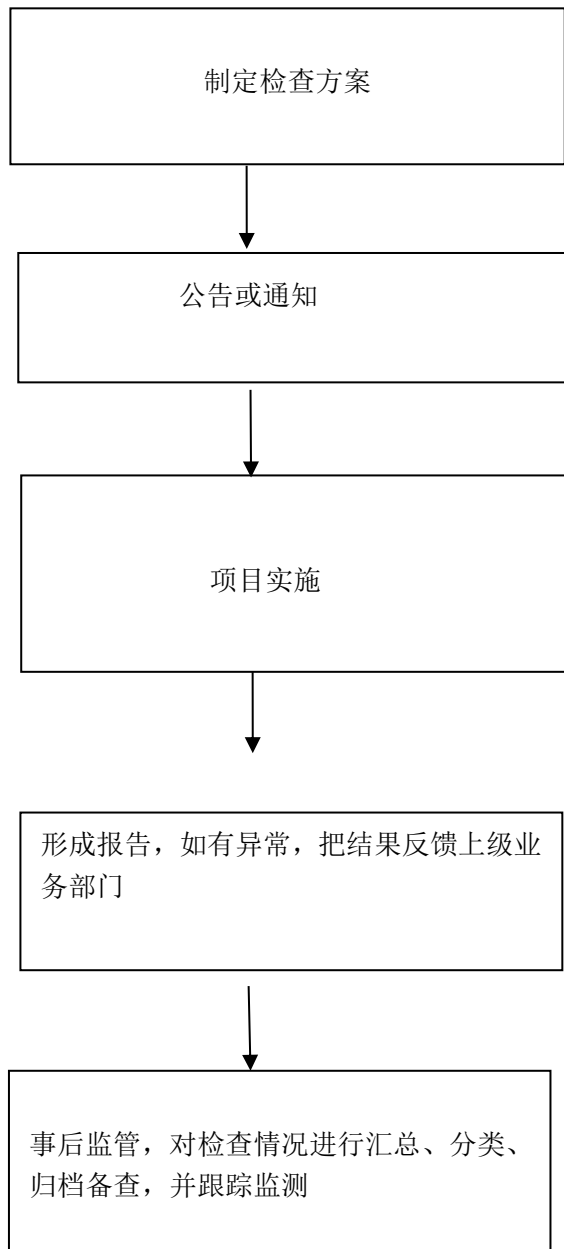 制定检查方案
公告或通知
项目实施
形成报告，如有异常，把结果反馈上级业
务部门
事后监管，对检查情况进行汇总、分类、
归档备查，并跟踪监测